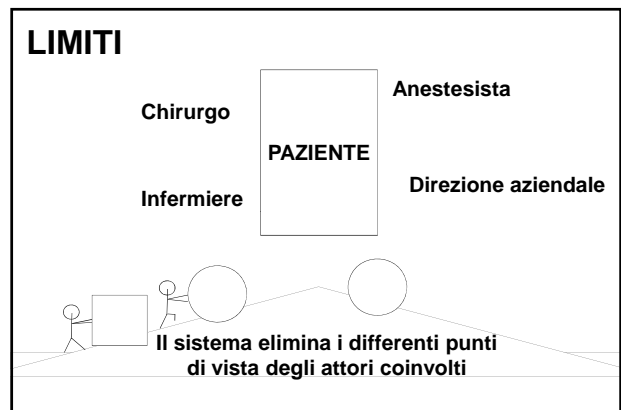 LIMITI
Anestesista
Chirurgo
PAZIENTE
Direzione aziendale
Infermiere
Il sistema elimina i differenti punti
di vista degli attori coinvolti